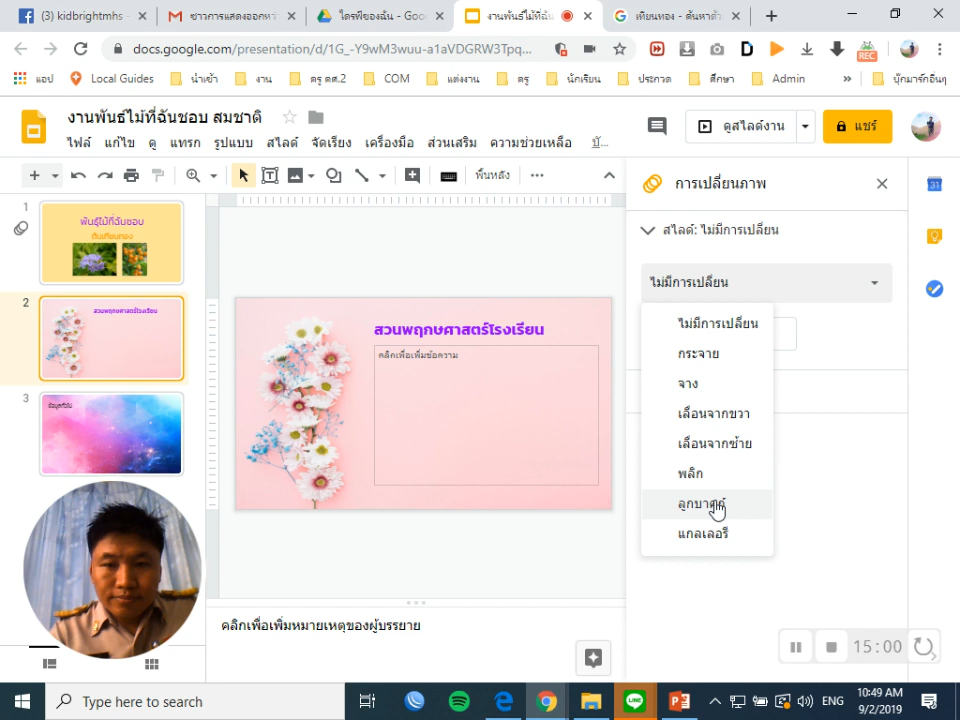 (3) kidbrightmhs -
ข่าวการแสดงออกหว
ไดรฟ์ของฉัน - Goo
งานพันธ์ไม้ที่ฉัน
เทียนทอง - ค้นหาด้ว
docs.google.com/presentation/d/1G_-Y9wM3wuu-a1aVDGRW3Tpq...
REC
แอป
Local Guides
นำเข้า
งาน
ครู คศ.2
COM
แต่งงาน
ครู
นักเรียน
ประกวด
ศึกษา
Admin
»
บุ๊กมาร์กอื่นๆ
งานพันธ์ไม้ที่ฉันชอบ สมชาติ
ไฟล์ แก้ไข ดู แทรก รูปแบบ สไลด์ จัดเรียง เครื่องมือ ส่วนเสริม ความช่วยเหลือ
ดูสไลด์งาน
แชร์
พื้นหลัง
การเปลี่ยนภาพ
31
สไลด์: ไม่มีการเปลี่ยน
ไม่มีการเปลี่ยน
ไม่มีการเปลี่ยน
กระจาย
จาง
เลื่อนจากขวา
เลื่อนจากซ้าย
พลิก
ลูกบาศก์
แกลเลอรี
1
พันธุ์ไม้ที่ฉันชอบ
ต้นเทียนทอง
2
สวนพฤกษศาสตร์โรงเรียน
3
ข้อมูลทั่วไป
สวนพฤกษศาสตร์โรงเรียน
คลิกเพื่อเพิ่มข้อความ
คลิกเพื่อเพิ่มหมายเหตุของผู้บรรยาย
15:00
Type here to search
LINE
ENG
10:49 AM
9/2/2019